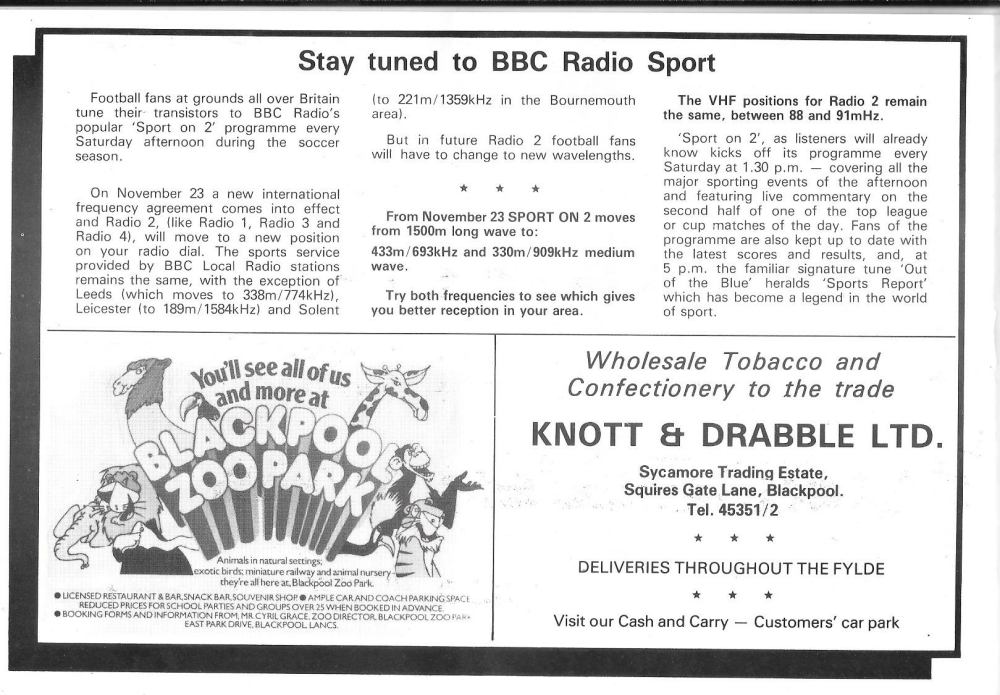 Stay tuned to BBC Radio Sport
Football fans at grounds all over Britain
tune their transistors to BBC Radio's
popular 'Sport on 2' programme every
Saturday afternoon during the soccer
season.
On November 23 a new international
frequency agreement comes into effect
and Radio 2, (like Radio 1, Radio 3 and
Radio 4), will move to a new position
on your radio dial. The sports service
provided by BBC Local Radio stations
remains the same, with the exception of
Leeds (which moves to 338m/774kHz),
Leicester (to 189m/1584kHz) and Solent
(to 221m/1359kHz in the Bournemouth
area).
But in future Radio 2 football fans
will have to change to new wavelengths.
★ ★ ★
From November 23 SPORT ON 2 moves
from 1500m long wave to:
433m/693kHz and 330m/909kHz medium
wave.
Try both frequencies to see which gives
you better reception in your area.
The VHF positions for Radio 2 remain
the same, between 88 and 91mHz.
'Sport on 2', as listeners will already
know kicks off its programme every
Saturday at 1.30 p.m. — covering all the
major sporting events of the afternoon
and featuring live commentary on the
second half of one of the top league
or cup matches of the day. Fans of the
programme are also kept up to date with
the latest scores and results, and, at
5 p.m. the familiar signature tune 'Out
of the Blue' heralds 'Sports Report'
which has become a legend in the world
of sport.
You'll see all of us
and more at
BLACKPOOL
ZOO PARK
Animals in natural settings;
exotic birds; miniature railway and animal nursery–
they're all here at, Blackpool Zoo Park.
● LICENSED RESTAURANT & BAR, SNACK BAR, SOUVENIR SHOP ● AMPLE CAR AND COACH PARKING SPACE
REDUCED PRICES FOR SCHOOL PARTIES AND GROUPS OVER 25 WHEN BOOKED IN ADVANCE.
● BOOKING FORMS AND INFORMATION FROM, MR CYRIL GRACE, ZOO DIRECTOR, BLACKPOOL ZOO PARK
EAST PARK DRIVE, BLACKPOOL, LANCS.
Wholesale Tobacco and
Confectionery to the trade
KNOTT & DRABBLE LTD.
Sycamore Trading Estate,
Squires Gate Lane, Blackpool.
Tel. 45351/2
★ ★ ★
DELIVERIES THROUGHOUT THE FYLDE
★ ★ ★
Visit our Cash and Carry — Customers' car park